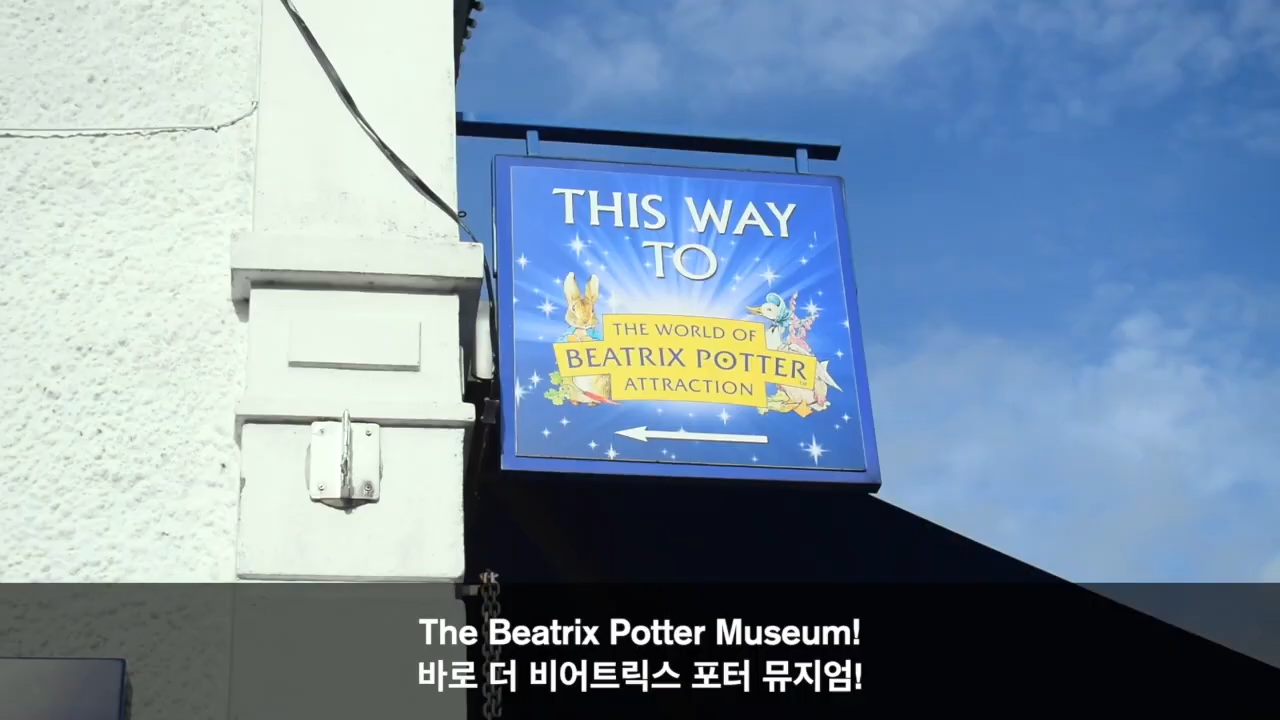 THIS WAY
TO
THE WORLD OF
BEATRIX POTTER
ATTRACTION
The Beatrix Potter Museum!
바로 더 비어트릭스 포터 뮤지엄!